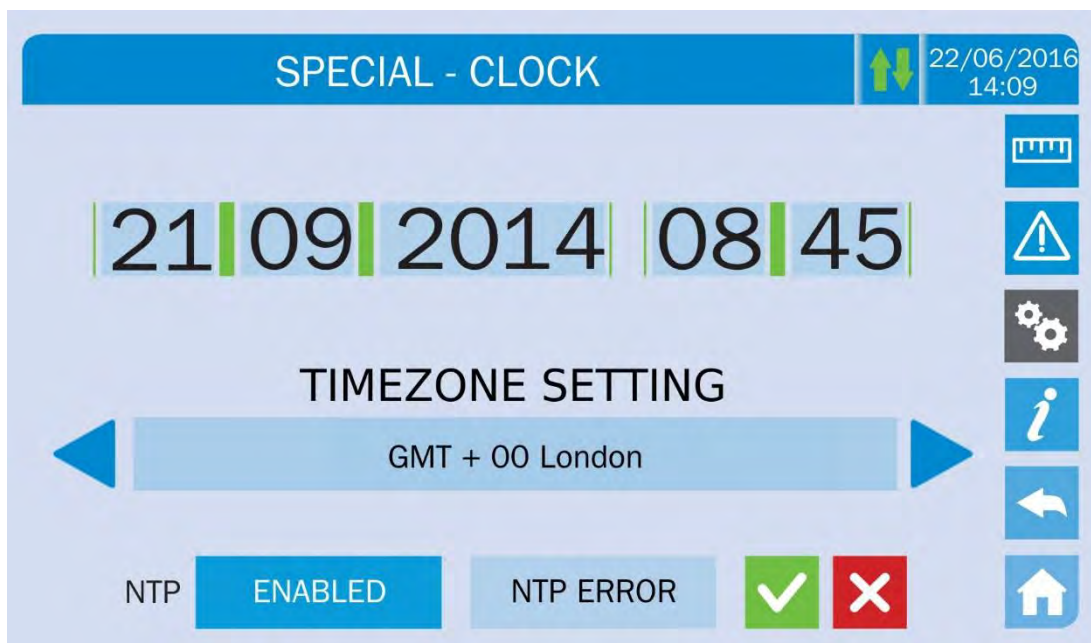 SPECIAL - CLOCK
22/06/2016
14:09
21 09 2014 08 45
TIMEZONE SETTING
GMT + 00 London
NTP ENABLED NTP ERROR